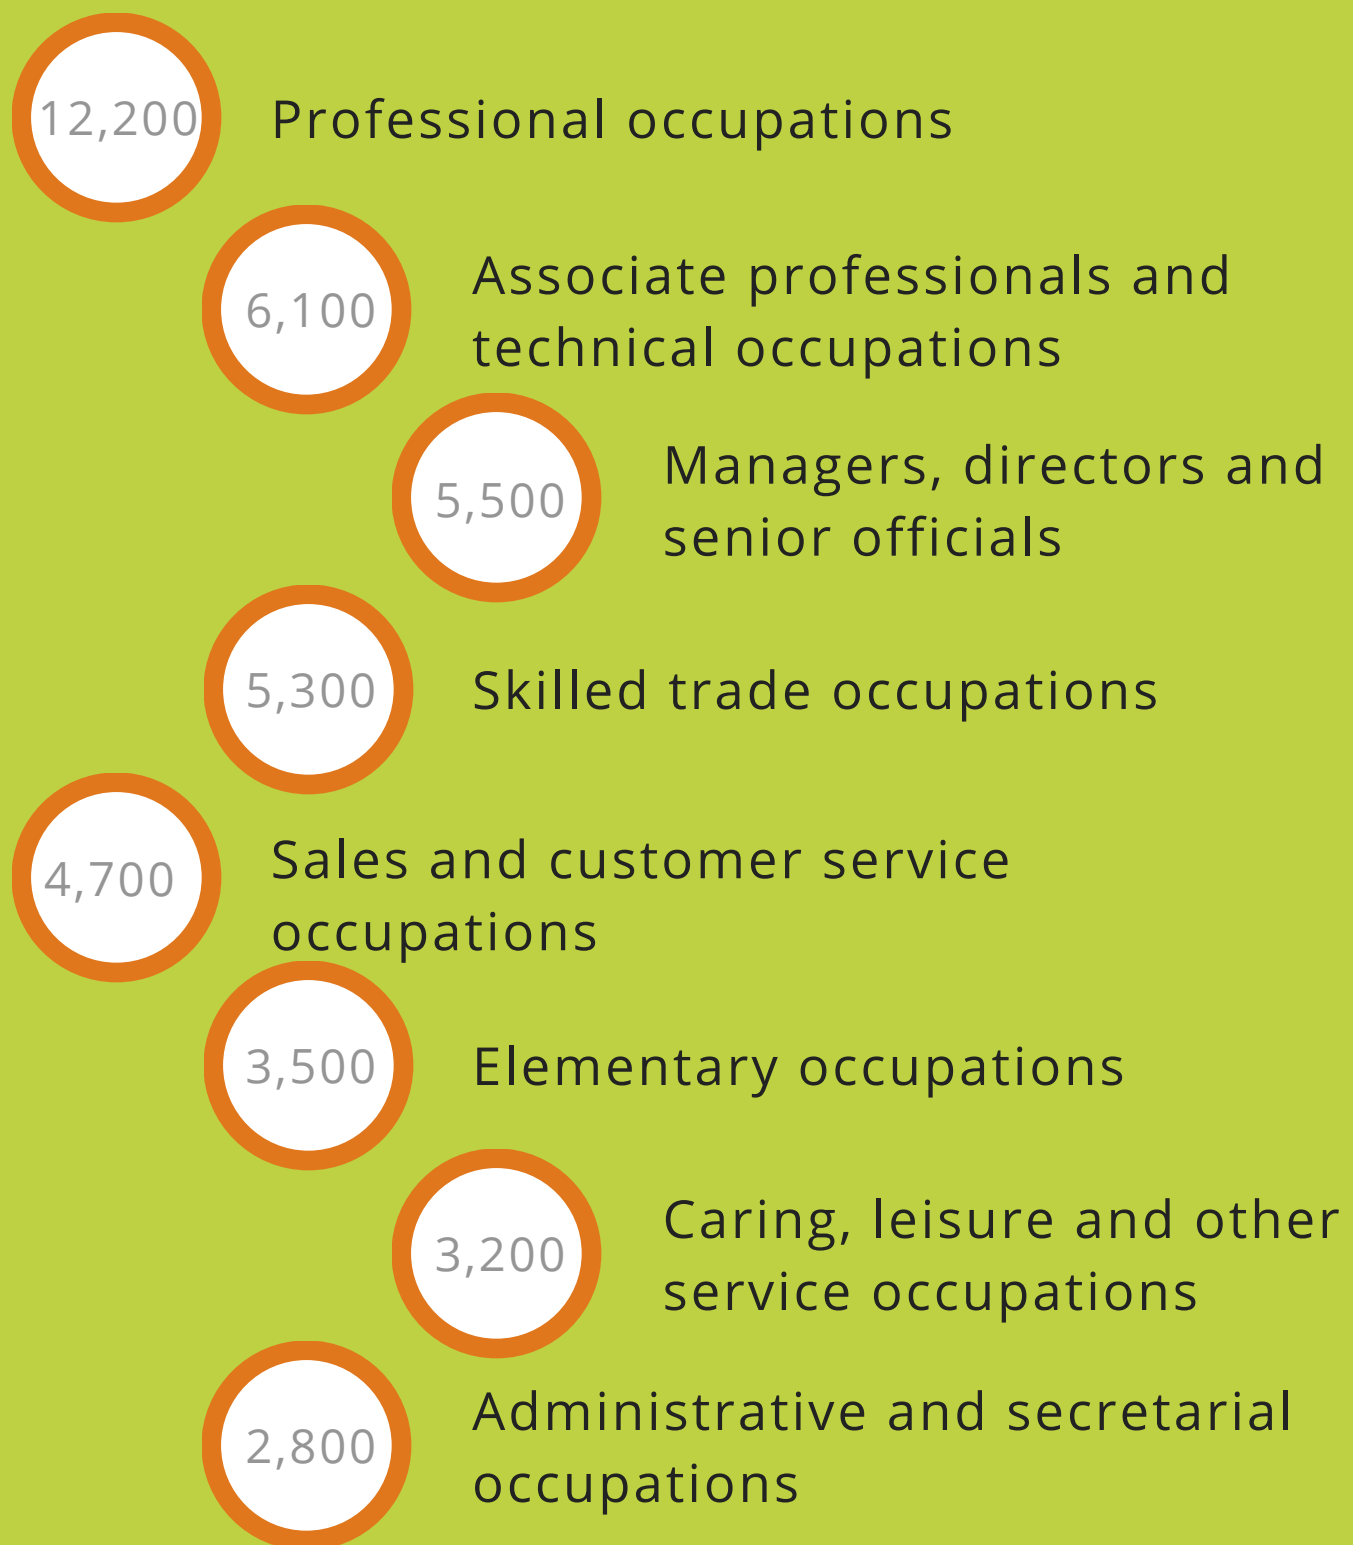 12,200 Professional occupations
6,100
Associate professionals and
technical occupations
5,500
Managers, directors and
senior officials
5,300 Skilled trade occupations
4,700
Sales and customer service
occupations
3,500 Elementary occupations
3,200
Caring, leisure and other
service occupations
2,800
Administrative and secretarial
occupations